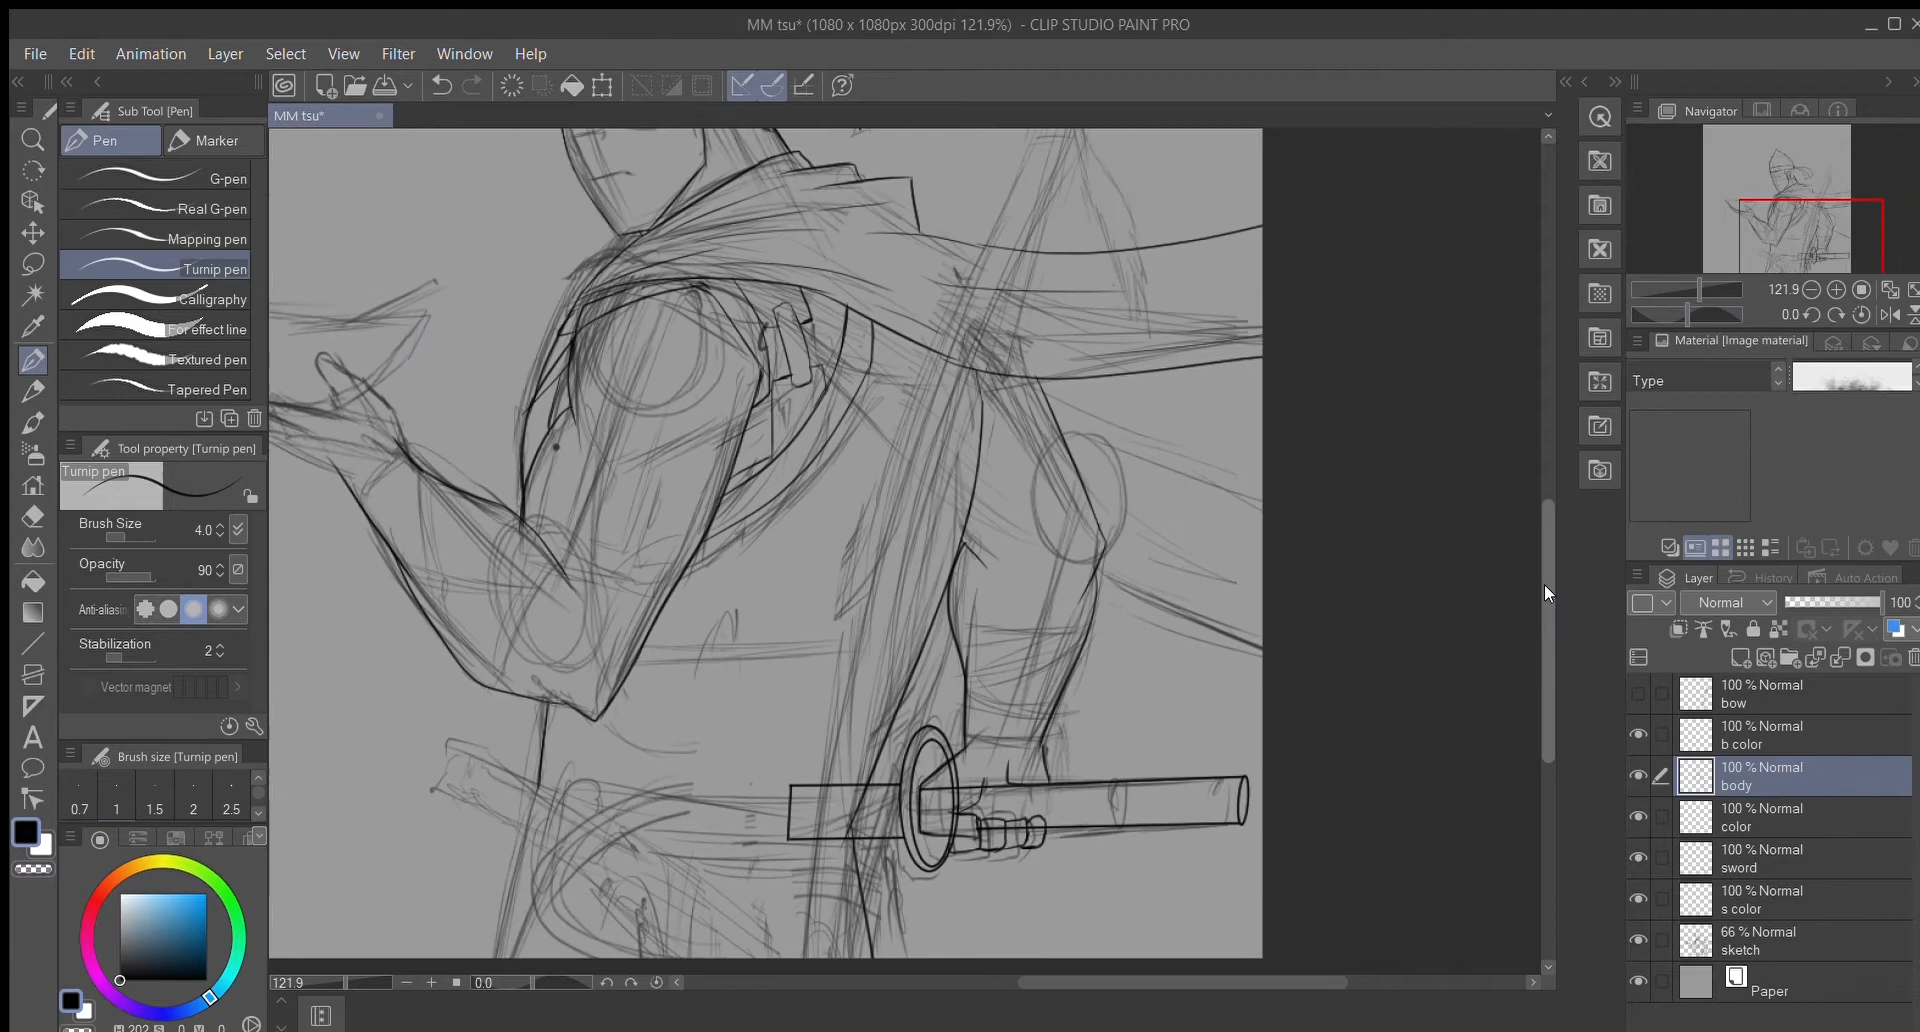 MM tsu* (1080 x 1080px 300dpi 121.9%) - CLIP STUDIO PAINT PRO
File Edit Animation Layer Select View Filter Window Help
Sub Tool [Pen]
MM tsu*
Navigator
Pen
Marker
G-pen
Real G-pen
Mapping pen
Turnip pen
Calligraphy
For effect line
Textured pen
Tapered Pen
121.9
0.0
Material [Image material]
Type
Tool property [Turnip pen]
Turnip pen
Brush Size 4.0
Opacity 90
Anti-aliasin
Stabilization 2
Vector magnet
Layer
History
Auto Action
Normal 100
Brush size [Turnip pen]
0.7 1 1.5 2 2.5
100 % Normal
bow
100 % Normal
b color
100 % Normal
body
100 % Normal
color
100 % Normal
sword
100 % Normal
s color
66 % Normal
sketch
Paper
121.9
0.0
H 202 S 0 V 0